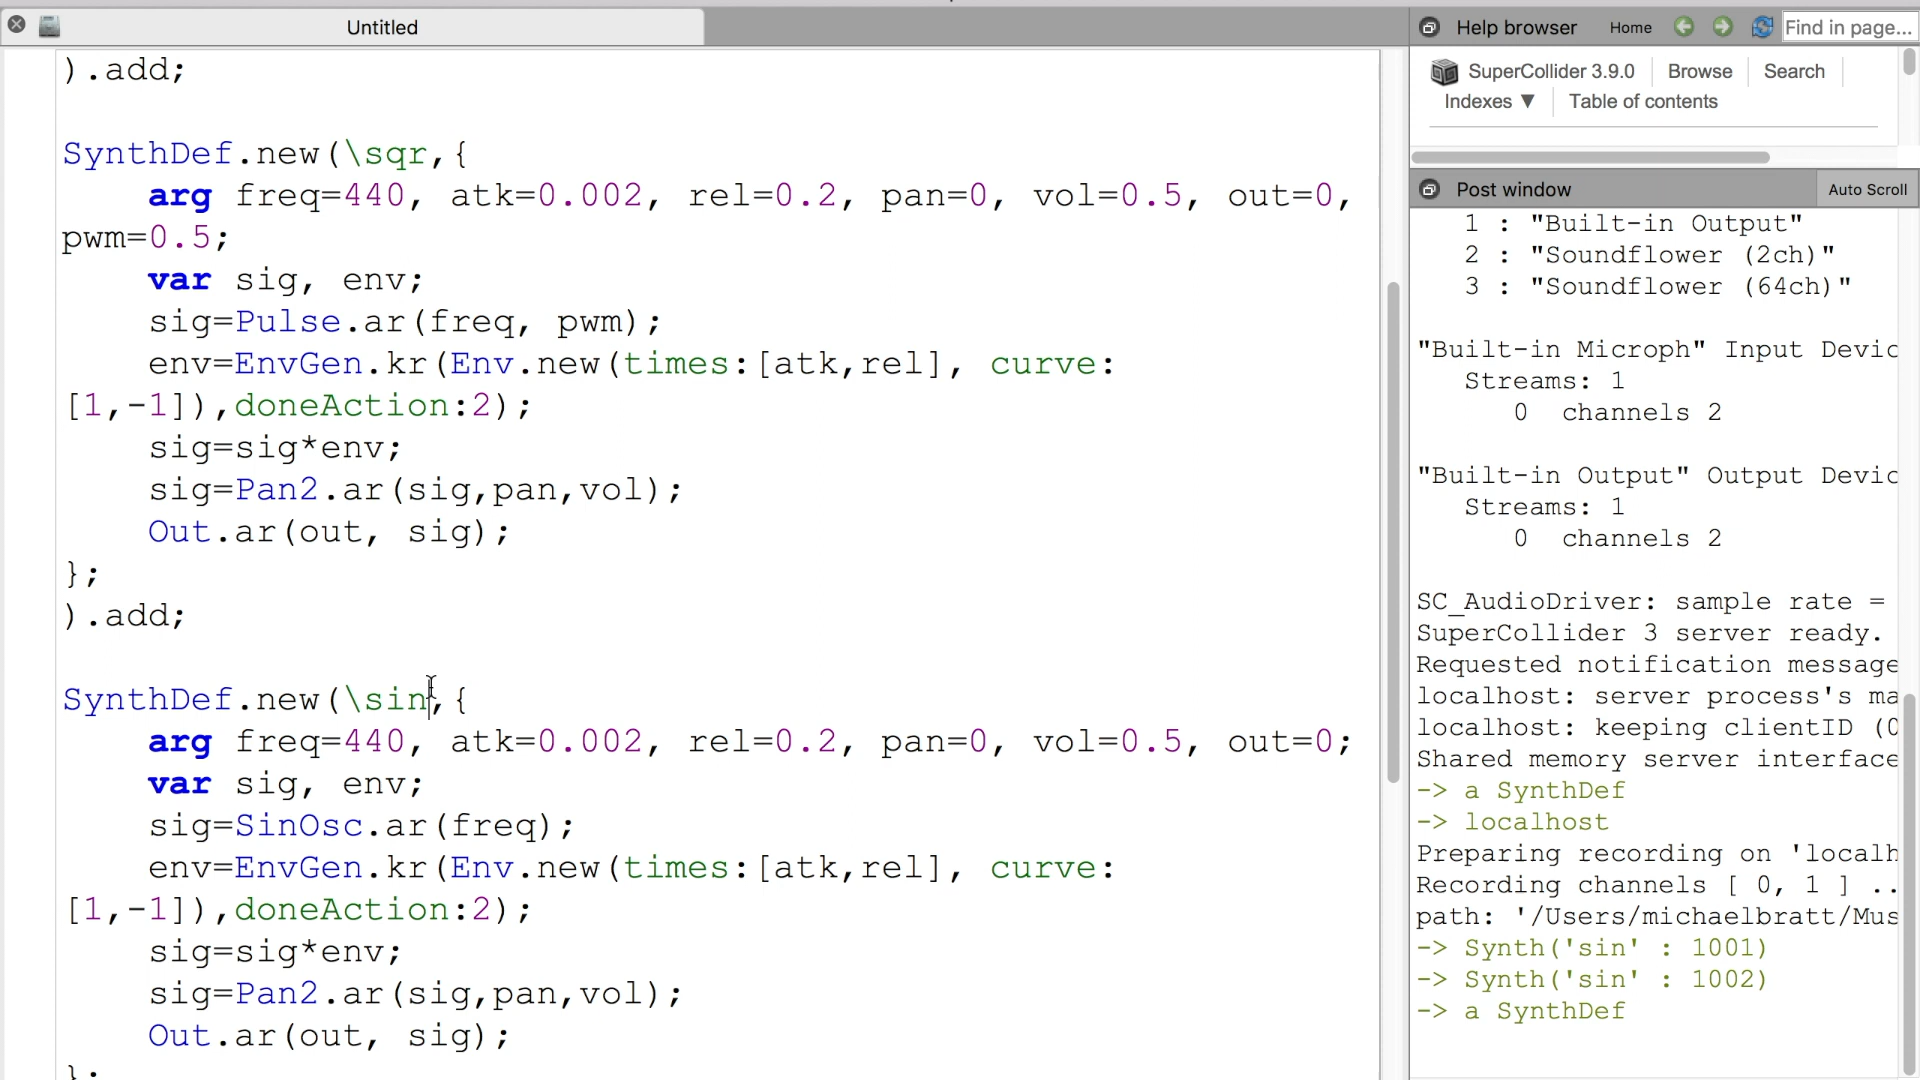 Untitled
).add;
SynthDef.new(\sqr,{
arg freq=440, atk=0.002, rel=0.2, pan=0, vol=0.5, out=0,
pwm=0.5;
var sig, env;
sig=Pulse.ar(freq, pwm);
env=EnvGen.kr(Env.new(times:[atk,rel], curve:
[1,-1]),doneAction:2);
sig=sig*env;
sig=Pan2.ar(sig,pan,vol);
Out.ar(out, sig);
};
).add;
SynthDef.new(\sin,{
arg freq=440, atk=0.002, rel=0.2, pan=0, vol=0.5, out=0;
var sig, env;
sig=SinOsc.ar(freq);
env=EnvGen.kr(Env.new(times:[atk,rel], curve:
[1,-1]),doneAction:2);
sig=sig*env;
sig=Pan2.ar(sig,pan,vol);
Out.ar(out, sig);
};
Help browser Home Find in page...
SuperCollider 3.9.0 Browse Search
Indexes ▼ Table of contents
Post window Auto Scroll
1 : "Built-in Output"
2 : "Soundflower (2ch)"
3 : "Soundflower (64ch)"
"Built-in Microph" Input Devic
Streams: 1
0 channels 2
"Built-in Output" Output Devic
Streams: 1
0 channels 2
SC_AudioDriver: sample rate =
SuperCollider 3 server ready.
Requested notification message
localhost: server process's ma
localhost: keeping clientID (0
Shared memory server interface
-> a SynthDef
-> localhost
Preparing recording on 'localh
Recording channels [ 0, 1 ] ..
path: '/Users/michaelbratt/Mus
-> Synth('sin' : 1001)
-> Synth('sin' : 1002)
-> a SynthDef